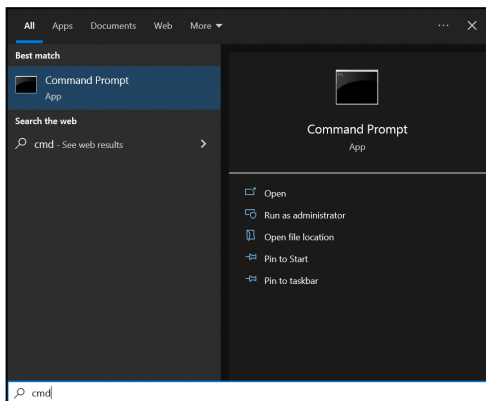 All Apps Documents Web More
Best match
Command Prompt
App
Search the web
cmd - See web results
Command Prompt
App
Open
Run as administrator
Open file location
Pin to Start
Pin to taskbar
cmd